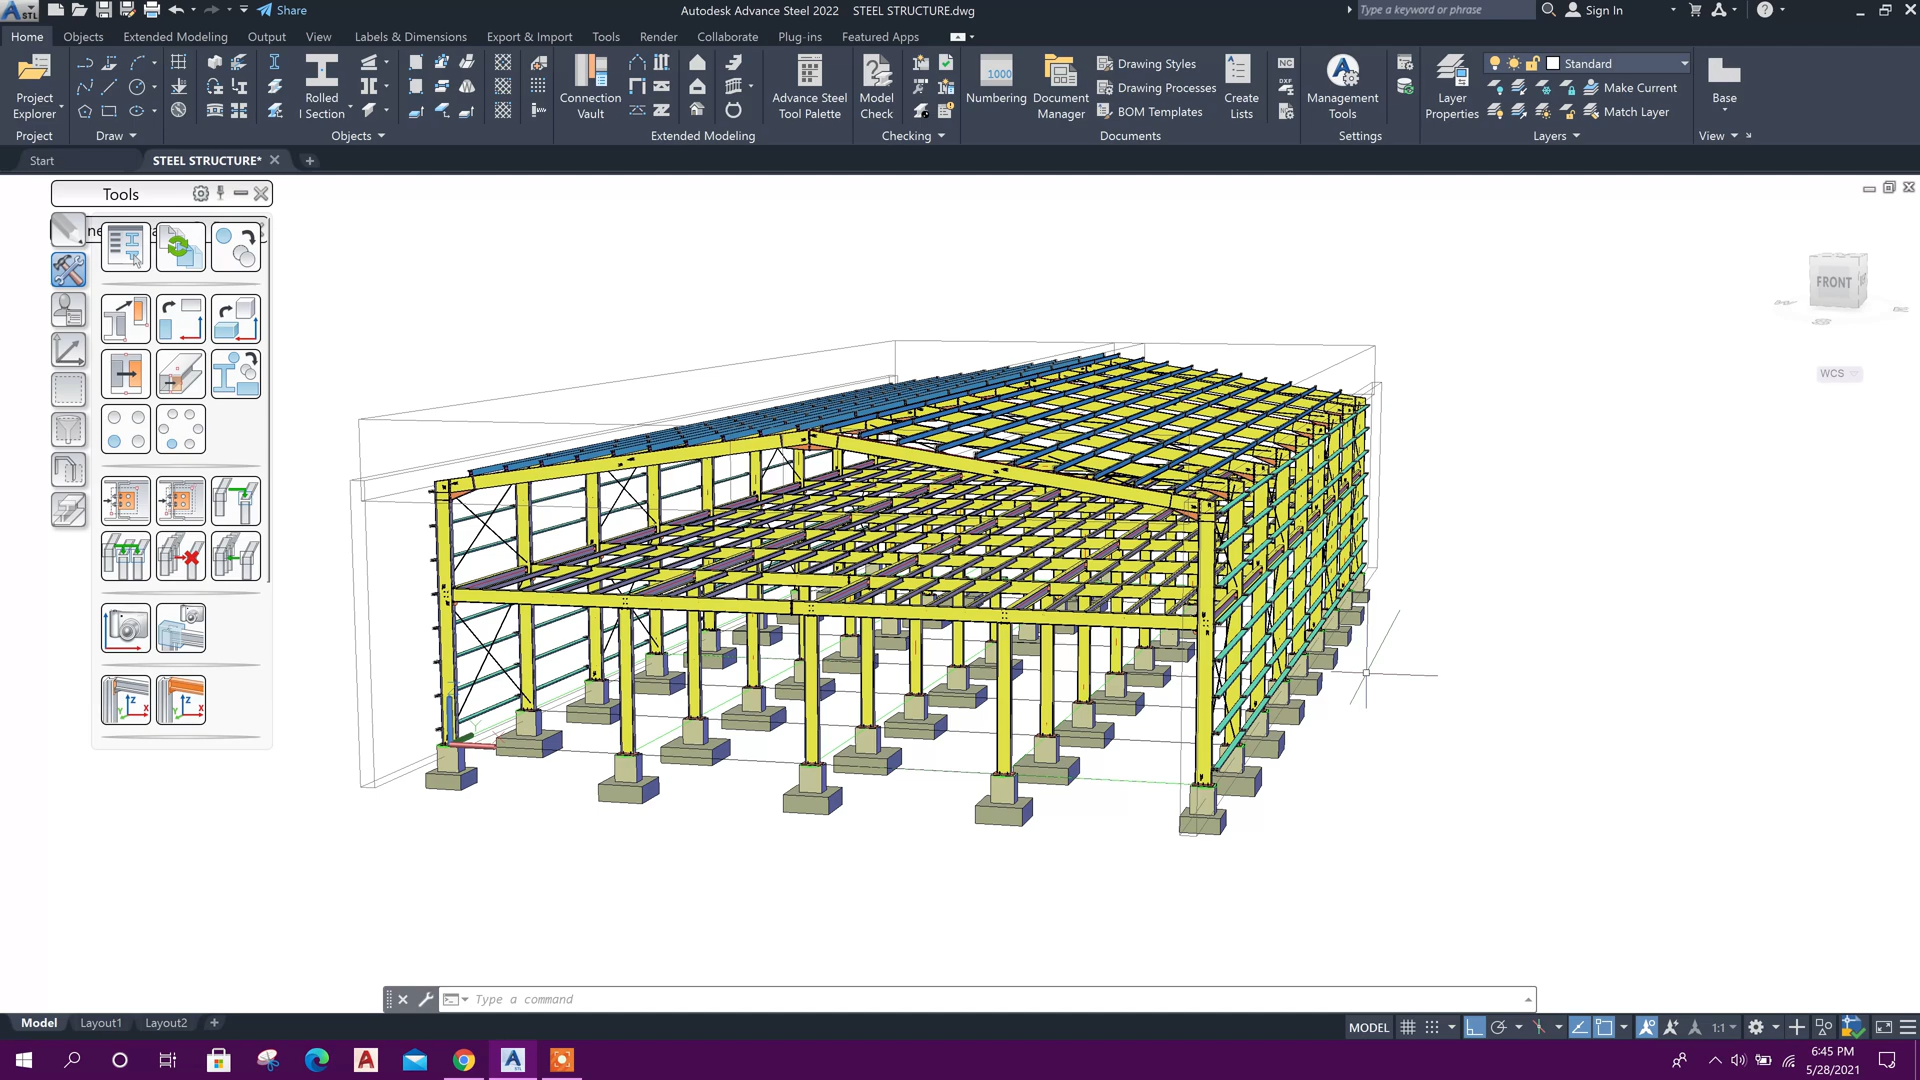 STL
Share
Autodesk Advance Steel 2022 STEEL STRUCTURE.dwg
Type a keyword or phrase
Sign In
Home Objects Extended Modeling Output View Labels & Dimensions Export & Import Tools Render Collaborate Plug-ins Featured Apps
Project Explorer
Rolled I Section
Connection Vault
Advance Steel Tool Palette
Model Check
1000
Numbering
Document Manager
Drawing Styles
Drawing Processes
BOM Templates
Create Lists
NC
DXF
Management Tools
Layer Properties
Standard
Make Current
Match Layer
Base
Project Draw Objects Extended Modeling Checking Documents Settings Layers View
Start STEEL STRUCTURE*
Tools
FRONT
WCS
Z
X
Y
Z
X
Y
Type a command
Model Layout1 Layout2
MODEL
1:1
6:45 PM
5/28/2021